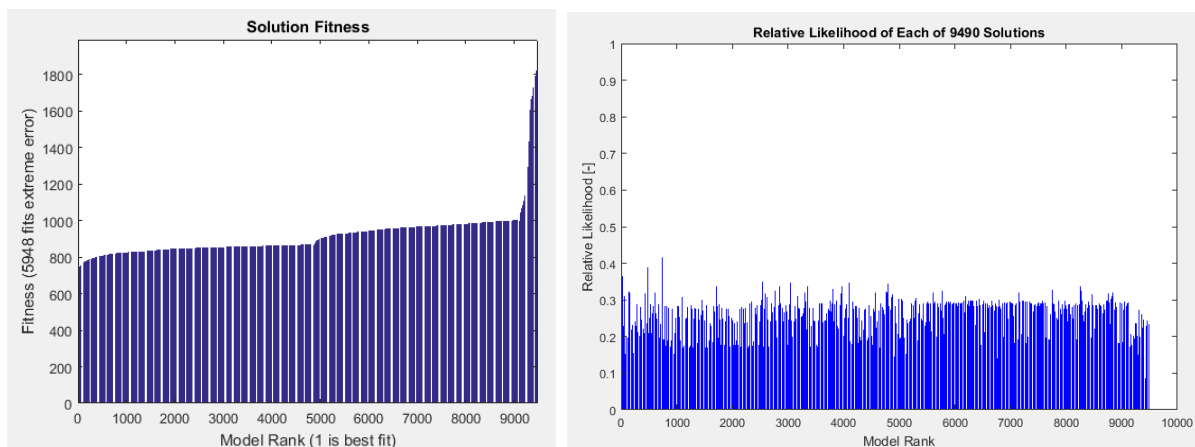 Solution Fitness
Fitness (5948 fits extreme error)
1800
1600
1400
1200
1000
800
600
400
200
0
0 1000 2000 3000 4000 5000 6000 7000 8000 9000
Model Rank (1 is best fit)
Relative Likelihood of Each of 9490 Solutions
Relative Likelihood [-]
1
0.9
0.8
0.7
0.6
0.5
0.4
0.3
0.2
0.1
0
0 1000 2000 3000 4000 5000 6000 7000 8000 9000 10000
Model Rank